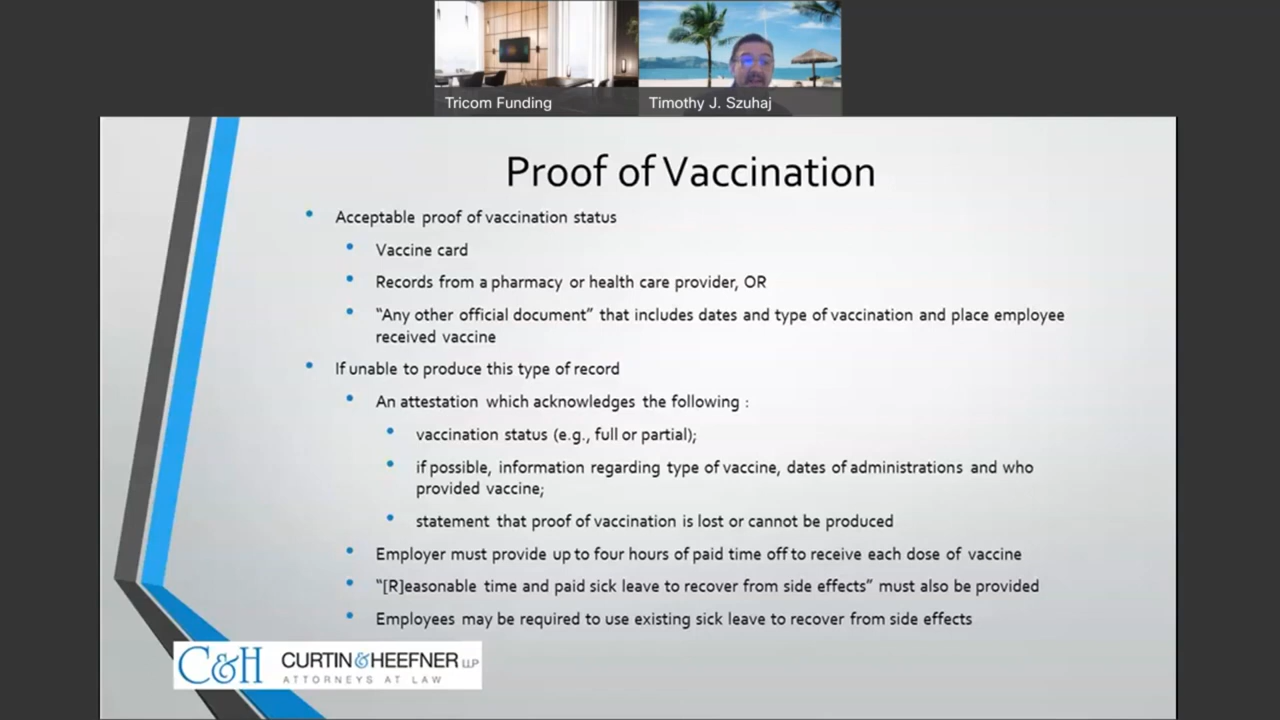 Tricom Funding
Timothy J. Szuhaj
Proof of Vaccination
Acceptable proof of vaccination status
Vaccine card
Records from a pharmacy or health care provider, OR
“Any other official document” that includes dates and type of vaccination and place employee
received vaccine
If unable to produce this type of record
An attestation which acknowledges the following :
vaccination status (e.g., full or partial);
if possible, information regarding type of vaccine, dates of administrations and who
provided vaccine;
statement that proof of vaccination is lost or cannot be produced
Employer must provide up to four hours of paid time off to receive each dose of vaccine
“[R]easonable time and paid sick leave to recover from side effects” must also be provided
Employees may be required to use existing sick leave to recover from side effects
C&H CURTIN&HEEFNER LLP
ATTORNEYS AT LAW